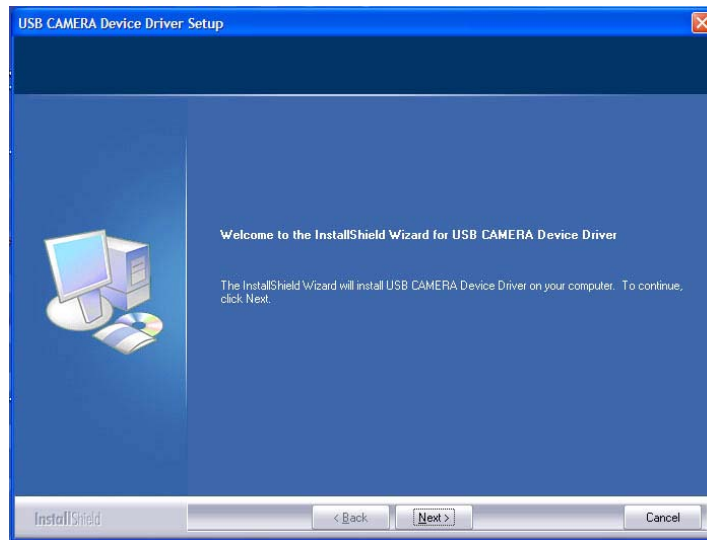 USB CAMERA Device Driver Setup
Welcome to the InstallShield Wizard for USB CAMERA Device Driver
The InstallShield Wizard will install USB CAMERA Device Driver on your computer. To continue,
click Next.
InstallShield
< Back
Next >
Cancel